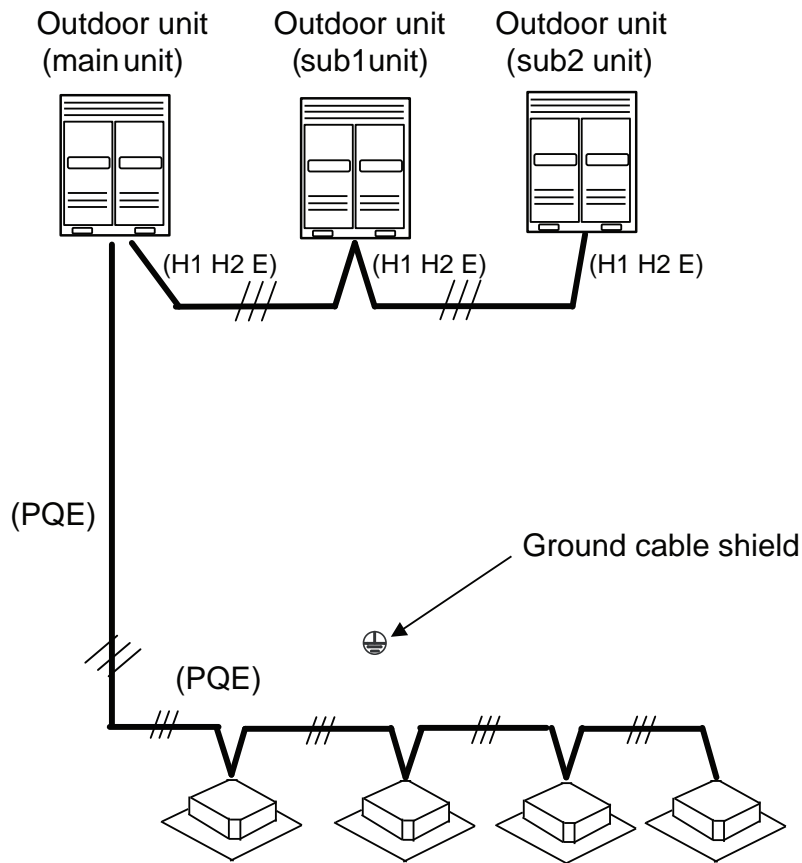 Outdoor unit
(main unit)
Outdoor unit
(sub1unit)
Outdoor unit
(sub2 unit)
(H1 H2 E)
(H1 H2 E)
(H1 H2 E)
(PQE)
Ground cable shield
(PQE)